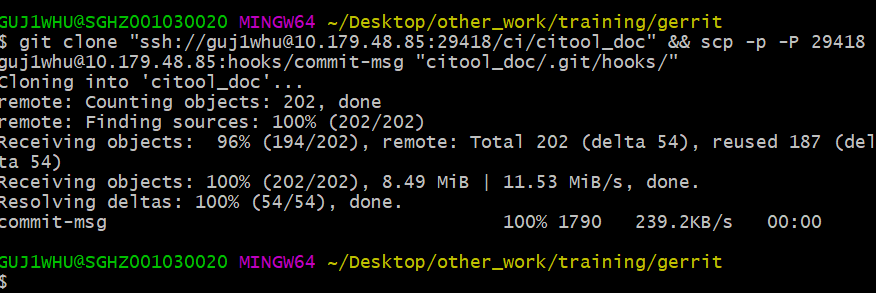 GUJ1WHU@SGHZ001030020 MINGW64 ~/Desktop/other_work/training/gerrit
$ git clone "ssh://guj1whu@10.179.48.85:29418/ci/citool_doc" && scp -p -P 29418
guj1whu@10.179.48.85:hooks/commit-msg "citool_doc/.git/hooks/"
Cloning into 'citool_doc'...
remote: Counting objects: 202, done
remote: Finding sources: 100% (202/202)
Receiving objects:  96% (194/202), remote: Total 202 (delta 54), reused 187 (del
ta 54)
Receiving objects: 100% (202/202), 8.49 MiB | 11.53 MiB/s, done.
Resolving deltas: 100% (54/54), done.
commit-msg                                    100% 1790   239.2KB/s   00:00
GUJ1WHU@SGHZ001030020 MINGW64 ~/Desktop/other_work/training/gerrit
$